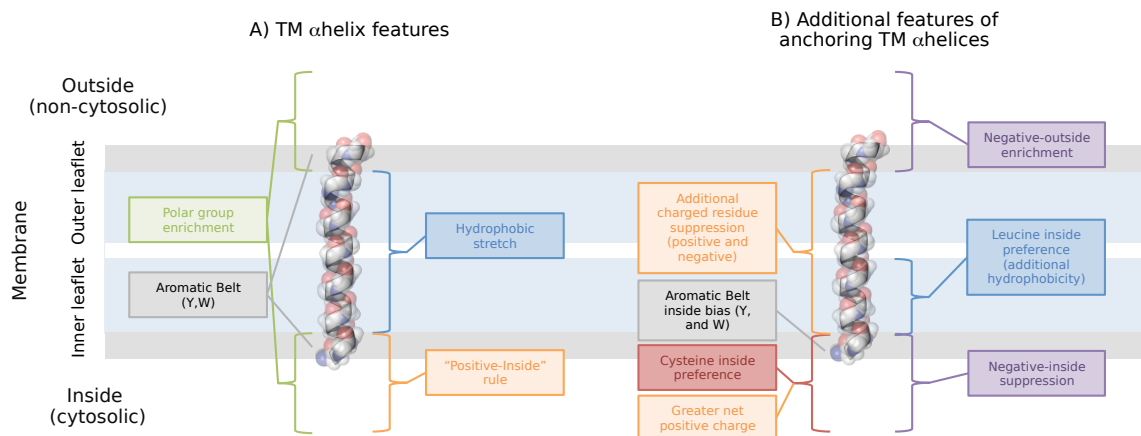 A) TM αhelix features
B) Additional features of
anchoring TM αhelices
Outside
(non-cytosolic)
Membrane
Outer leaflet
Inner leaflet
Inside
(cytosolic)
Polar group
enrichment
Aromatic Belt
(Y,W)
Hydrophobic
stretch
“Positive-Inside”
rule
Additional
charged residue
suppression
(positive and
negative)
Aromatic Belt
inside bias (Y,
and W)
Cysteine inside
preference
Greater net
positive charge
Negative-outside
enrichment
Leucine inside
preference
(additional
hydrophobicity)
Negative-inside
suppression